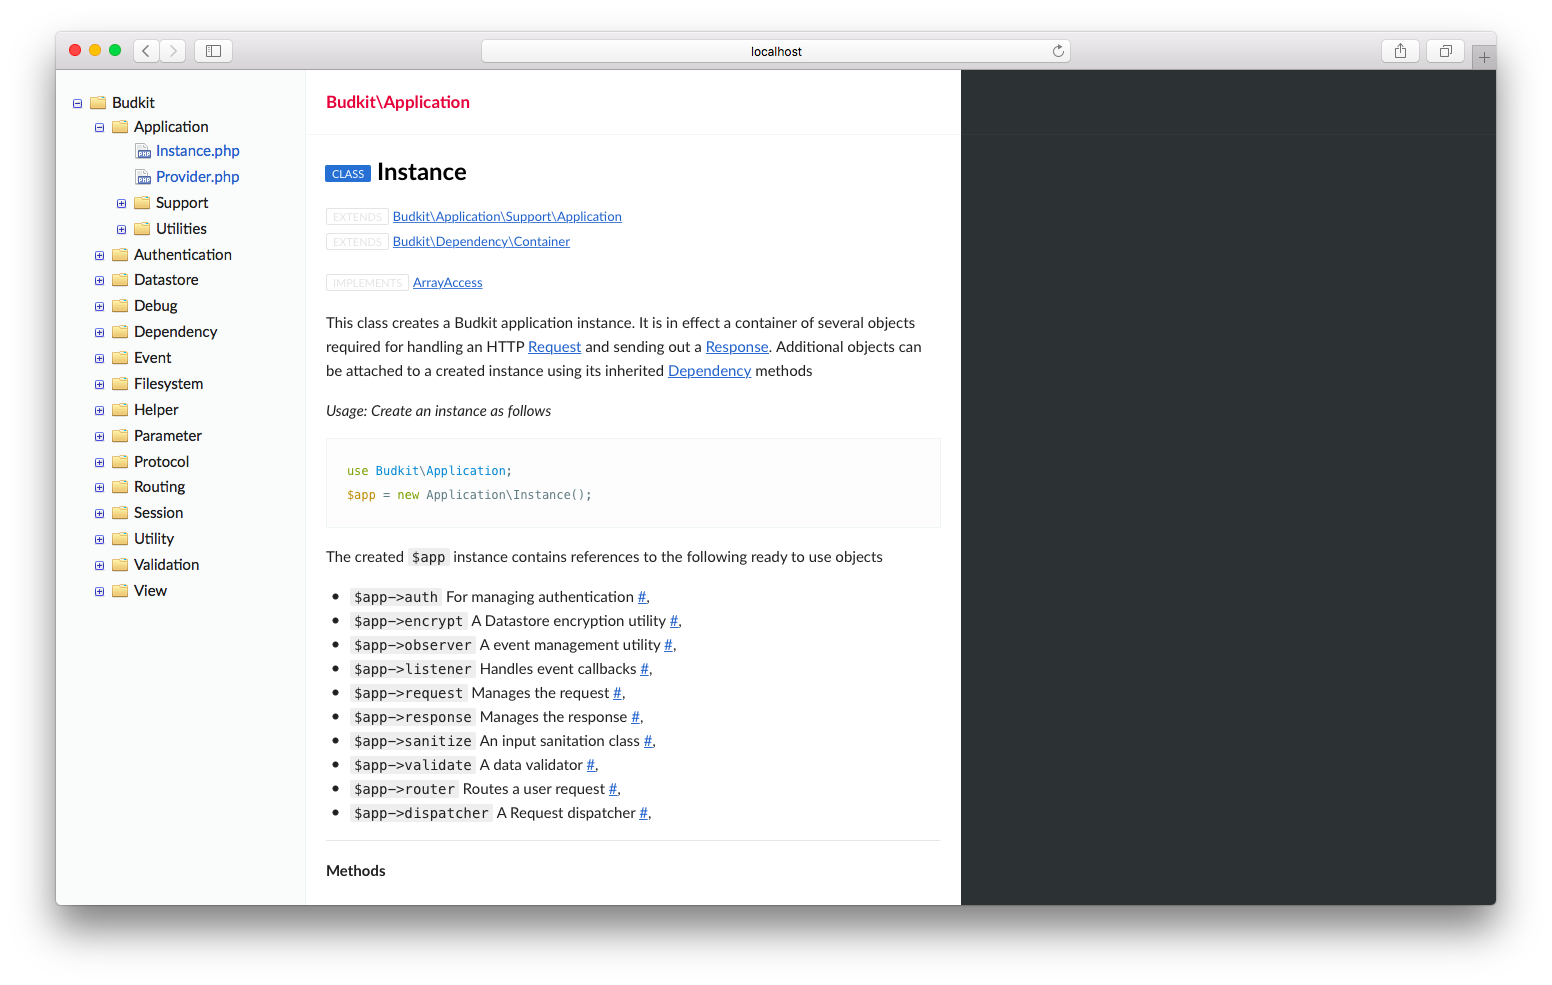 localhost
Budkit
Application
Instance.php
Provider.php
Support
Utilities
Authentication
Datastore
Debug
Dependency
Event
Filesystem
Helper
Parameter
Protocol
Routing
Session
Utility
Validation
View
Budkit\Application
CLASS Instance
EXTENDS Budkit\Application\Support\Application
EXTENDS Budkit\Dependency\Container
IMPLEMENTS ArrayAccess
This class creates a Budkit application instance. It is in effect a container of several objects
required for handling an HTTP Request and sending out a Response. Additional objects can
be attached to a created instance using its inherited Dependency methods
Usage: Create an instance as follows
use Budkit\Application;
$app = new Application\Instance();
The created $app instance contains references to the following ready to use objects
• $app->auth For managing authentication #,
• $app->encrypt A Datastore encryption utility #,
• $app->observer A event management utility #,
• $app->listener Handles event callbacks #,
• $app->request Manages the request #,
• $app->response Manages the response #,
• $app->sanitize An input sanitation class #,
• $app->validate A data validator #,
• $app->router Routes a user request #,
• $app->dispatcher A Request dispatcher #,
Methods